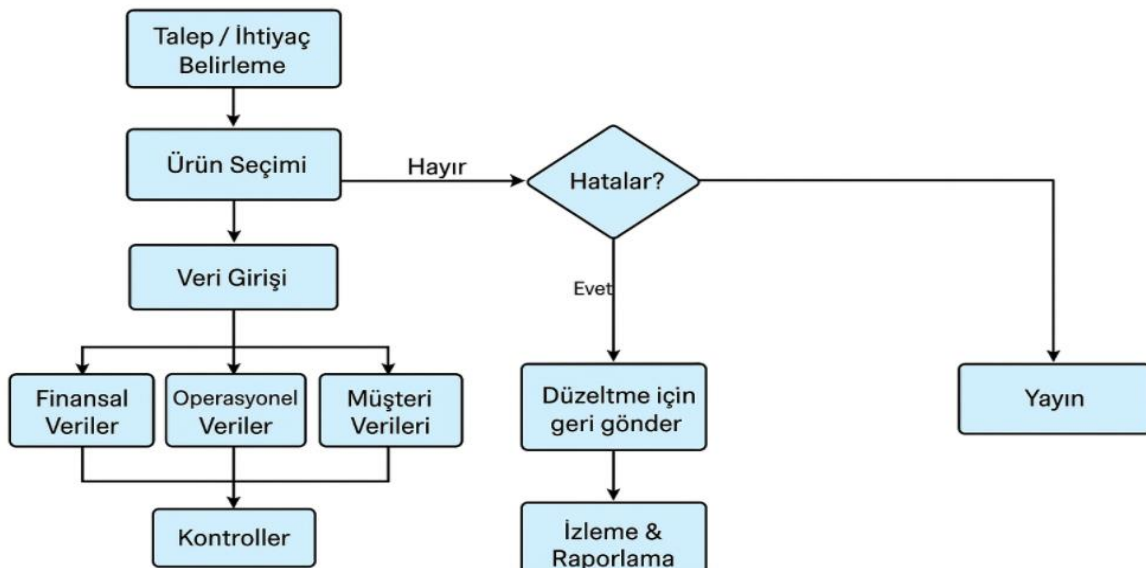 Talep / İhtiyaç
Belirleme
Ürün Seçimi
Hayır
Hatalar?
Veri Girişi
Evet
Finansal
Veriler
Operasyonel
Veriler
Müşteri
Verileri
Düzeltme için
geri gönder
Yayın
Kontroller
İzleme &
Raporlama